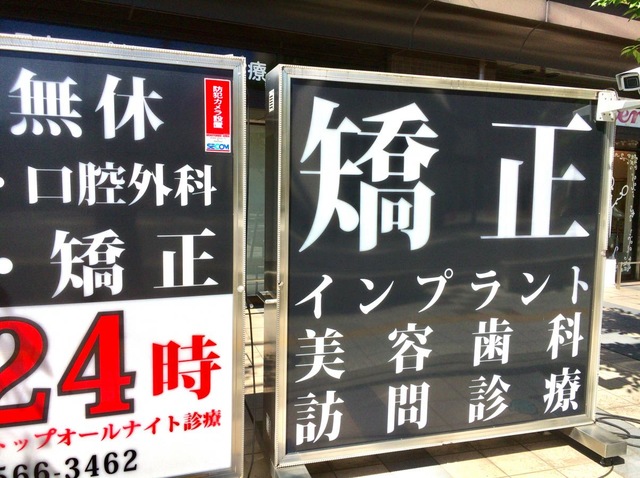 無休
・口腔外科
・矯正
24時
トップオールナイト診療
566-3462
防犯カメラ設置
SECOM
療
矯正
インプラント
美容歯科
訪問診療